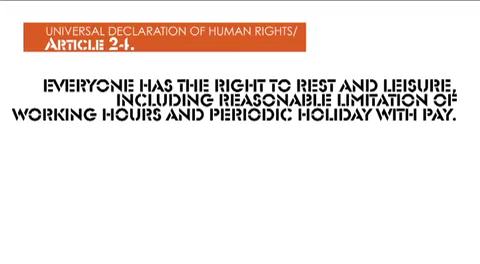 UNIVERSAL DECLARATION OF HUMAN RIGHTS/
ARTICLE 24.
EVERYONE HAS THE RIGHT TO REST AND LEISURE,
INCLUDING REASONABLE LIMITATION OF
WORKING HOURS AND PERIODIC HOLIDAY WITH PAY.